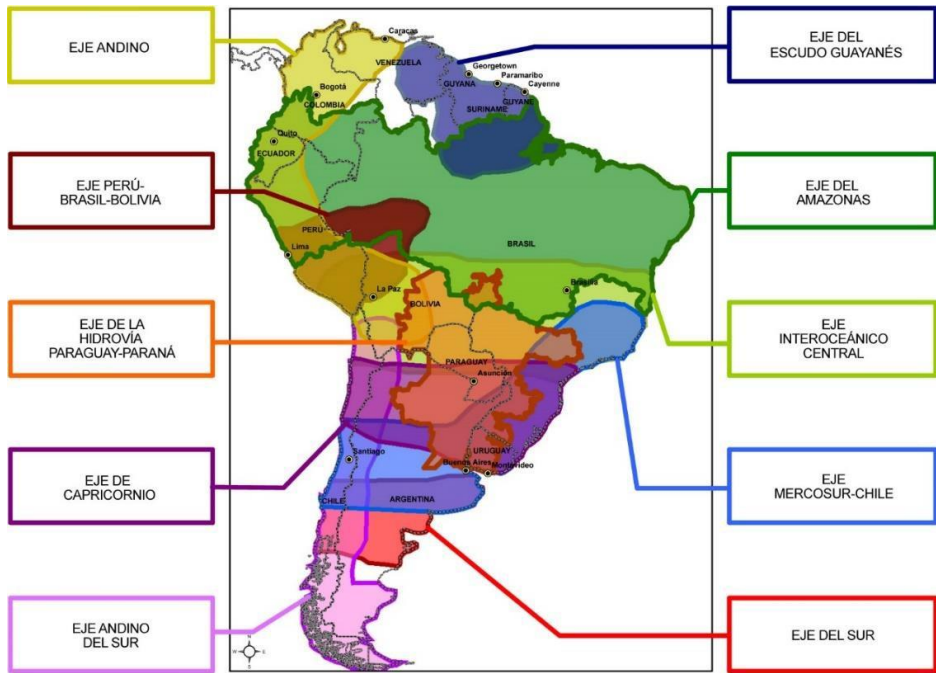 EJE ANDINO
EJE PERÚ-
BRASIL-BOLIVIA
EJE DE LA
HIDROVÍA
PARAGUAY-PARANÁ
EJE DE
CAPRICORNIO
EJE ANDINO
DEL SUR
Caracas
VENEZUELA
Georgetown
GUYANA
Paramaribo
Cayenne
SURINAME
GUYANE
Bogotá
COLOMBIA
Quito
ECUADOR
PERÚ
Lima
BRASIL
La Paz
BOLIVIA
Brasilia
PARAGUAY
Asunción
URUGUAY
Santiago
Buenos Aires
Montevideo
CHILE
ARGENTINA
N
W
E
S
EJE DEL
ESCUDO GUAYANÉS
EJE DEL
AMAZONAS
EJE
INTEROCEÁNICO
CENTRAL
EJE
MERCOSUR-CHILE
EJE DEL SUR